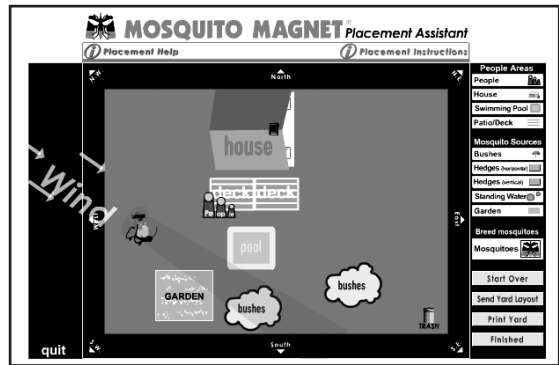 MOSQUITO MAGNET® Placement Assistant
i Placement Help
i Placement Instructions
N.W.
North
N.E.
People Areas
People
House
Swimming Pool
Patio/Deck
Mosquito Sources
Bushes
Hedges (horizontal)
Hedges (vertical)
Standing Water
Garden
Breed mosquitoes
Mosquitoes
Start Over
Send Yard Layout
Print Yard
Finished
Wind
West
East
house
deck deck
People
pool
GARDEN
bushes
bushes
TRASH
quit
S.W.
South
S.E.